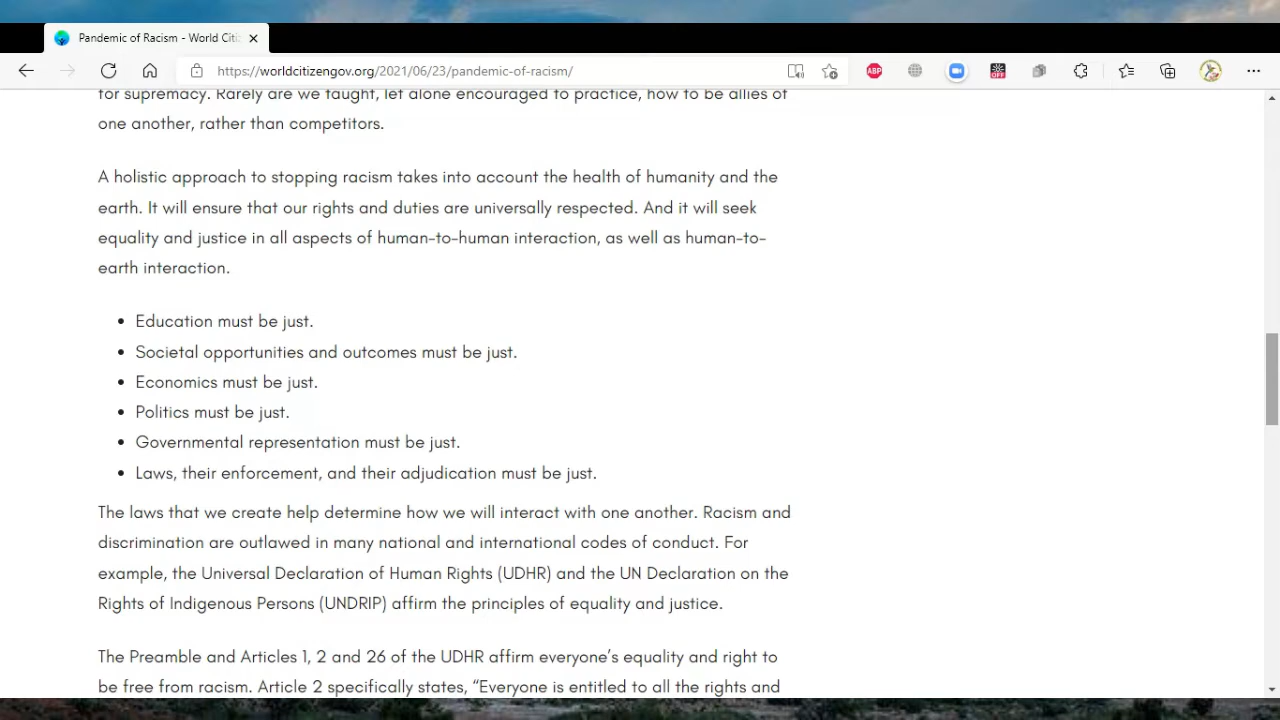 Pandemic of Racism - World Citi
https://worldcitizengov.org/2021/06/23/pandemic-of-racism/
ABP
OFF
for supremacy. Rarely are we taught, let alone encouraged to practice, how to be allies of
one another, rather than competitors.
A holistic approach to stopping racism takes into account the health of humanity and the
earth. It will ensure that our rights and duties are universally respected. And it will seek
equality and justice in all aspects of human-to-human interaction, as well as human-to-
earth interaction.
• Education must be just.
• Societal opportunities and outcomes must be just.
• Economics must be just.
• Politics must be just.
• Governmental representation must be just.
• Laws, their enforcement, and their adjudication must be just.
The laws that we create help determine how we will interact with one another. Racism and
discrimination are outlawed in many national and international codes of conduct. For
example, the Universal Declaration of Human Rights (UDHR) and the UN Declaration on the
Rights of Indigenous Persons (UNDRIP) affirm the principles of equality and justice.
The Preamble and Articles 1, 2 and 26 of the UDHR affirm everyone’s equality and right to
be free from racism. Article 2 specifically states, “Everyone is entitled to all the rights and